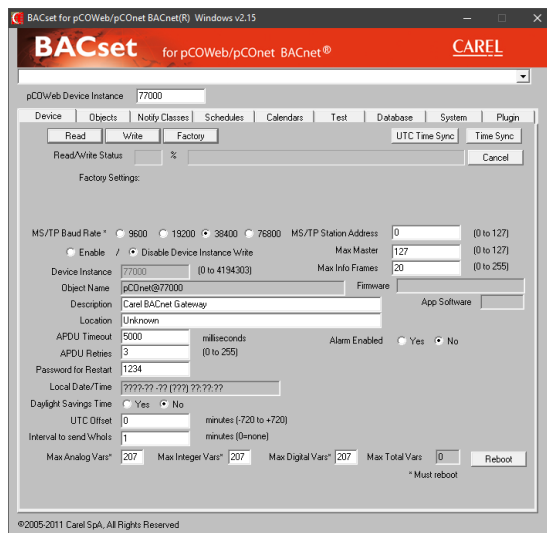 BACset for pCOWeb/pCOnet BACnet(R) Windows v2.15
BACset for pCOWeb/pCOnet BACnet® CAREL
pCOWeb Device Instance 77000
Device Objects Notify Classes Schedules Calendars Test Database System Plugin
Read Write Factory UTC Time Sync Time Sync
Read/Write Status % Cancel
Factory Settings:
MS/TP Baud Rate * 9600 19200 38400 76800 MS/TP Station Address 0 (0 to 127)
Enable / Disable Device Instance Write Max Master 127 (0 to 127)
Device Instance 77000 (0 to 4194303) Max Info Frames 20 (0 to 255)
Object Name pCOnet@77000 Firmware
Description Carel BACnet Gateway App Software
Location Unknown
APDU Timeout 5000 milliseconds Alarm Enabled Yes No
APDU Retries 3 (0 to 255)
Password for Restart 1234
Local Date/Time ????-?? -?? (???) ??:??:??
Daylight Savings Time Yes No
UTC Offset 0 minutes (-720 to +720)
Interval to send WhoIs 1 minutes (0=none)
Max Analog Vars* 207 Max Integer Vars* 207 Max Digital Vars* 207 Max Total Vars 0 Reboot
* Must reboot
©2005-2011 Carel SpA, All Rights Reserved